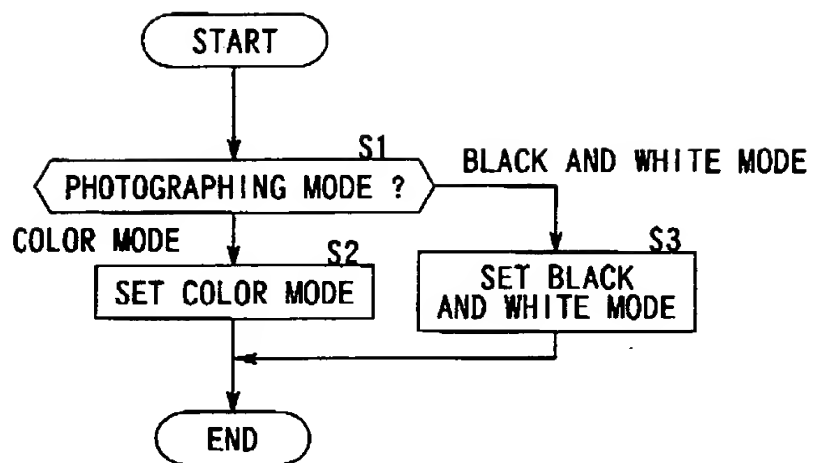 START
S1
PHOTOGRAPHING MODE ?
BLACK AND WHITE MODE
COLOR MODE
S2
SET COLOR MODE
S3
SET BLACK
AND WHITE MODE
END